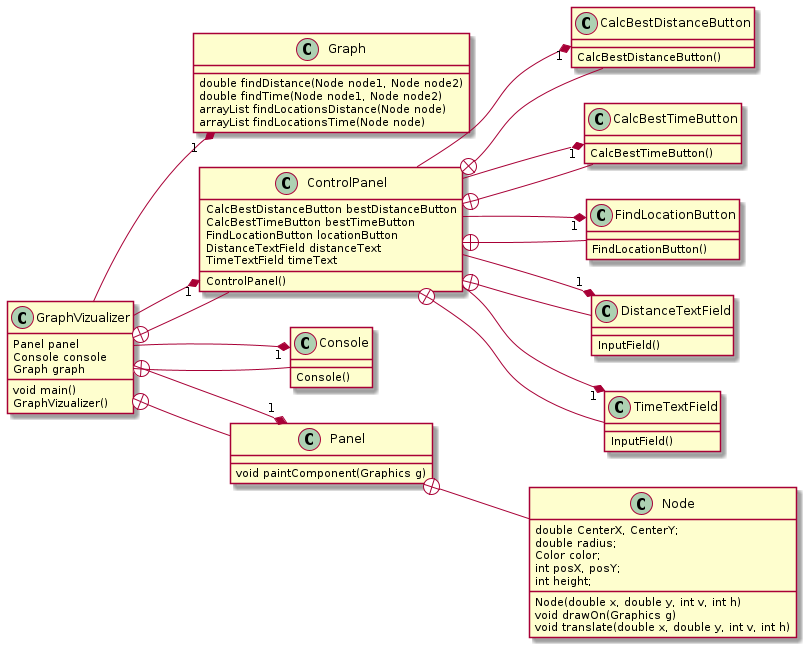 C CalcBestDistanceButton
CalcBestDistanceButton()
1
C Graph
double findDistance(Node node1, Node node2)
double findTime(Node node1, Node node2)
arrayList findLocationsDistance(Node node)
arrayList findLocationsTime(Node node)
1
C CalcBestTimeButton
CalcBestTimeButton()
1
C ControlPanel
CalcBestDistanceButton bestDistanceButton
CalcBestTimeButton bestTimeButton
FindLocationButton locationButton
DistanceTextField distanceText
TimeTextField timeText
ControlPanel()
1
C FindLocationButton
FindLocationButton()
1
C DistanceTextField
InputField()
1
C GraphVizualizer
Panel panel
Console console
Graph graph
void main()
GraphVizualizer()
C Console
Console()
1
C TimeTextField
InputField()
1
C Panel
void paintComponent(Graphics g)
1
C Node
double CenterX, CenterY;
double radius;
Color color;
int posX, posY;
int height;
Node(double x, double y, int v, int h)
void drawOn(Graphics g)
void translate(double x, double y, int v, int h)